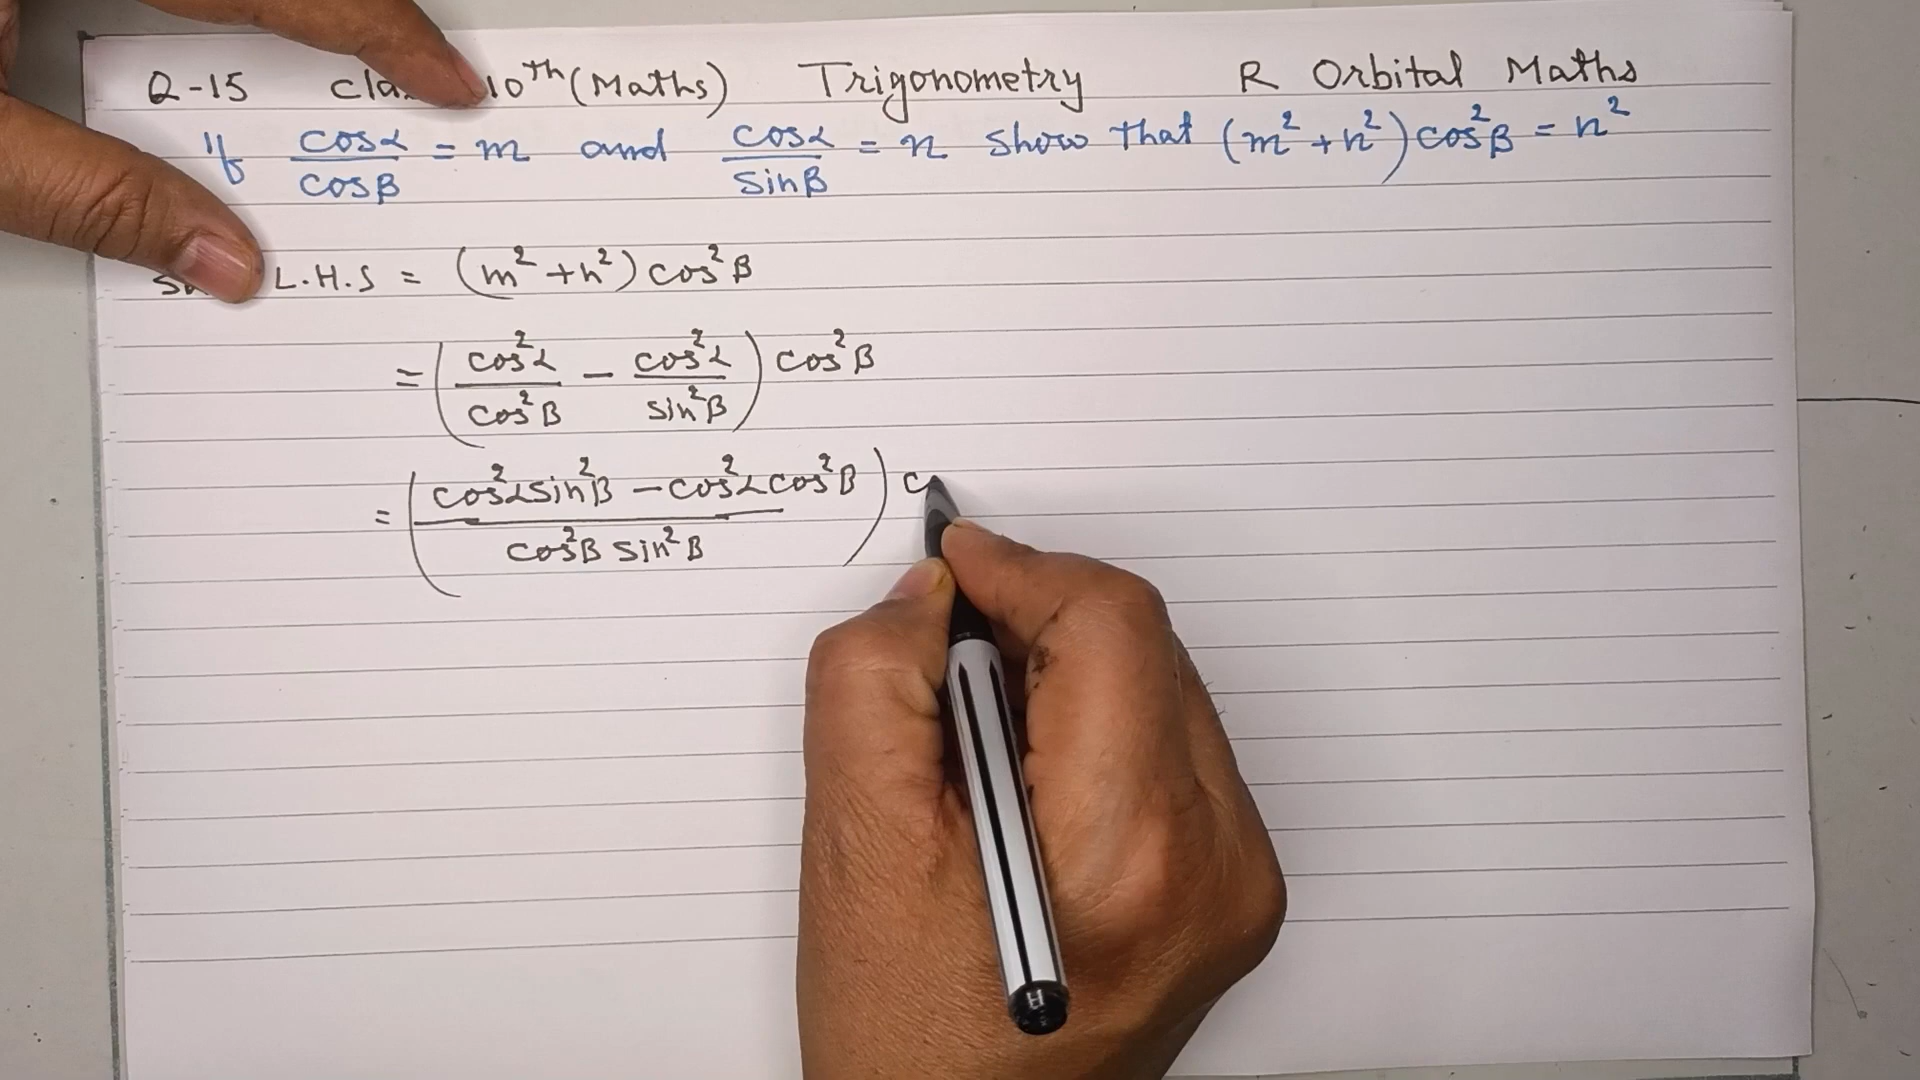 Q-15 10th (Maths) Trigonometry R Orbital Maths
If cosα/cosβ = m and cosα/sinβ = n show that (m²+n²)cos²β = n²
L.H.S = (m²+n²)cos²β
= (cos²α/cos²β − cos²α/sin²β) cos²β
= (cos²α sin²β − cos²α cos²β / cos²β sin²β) c
H